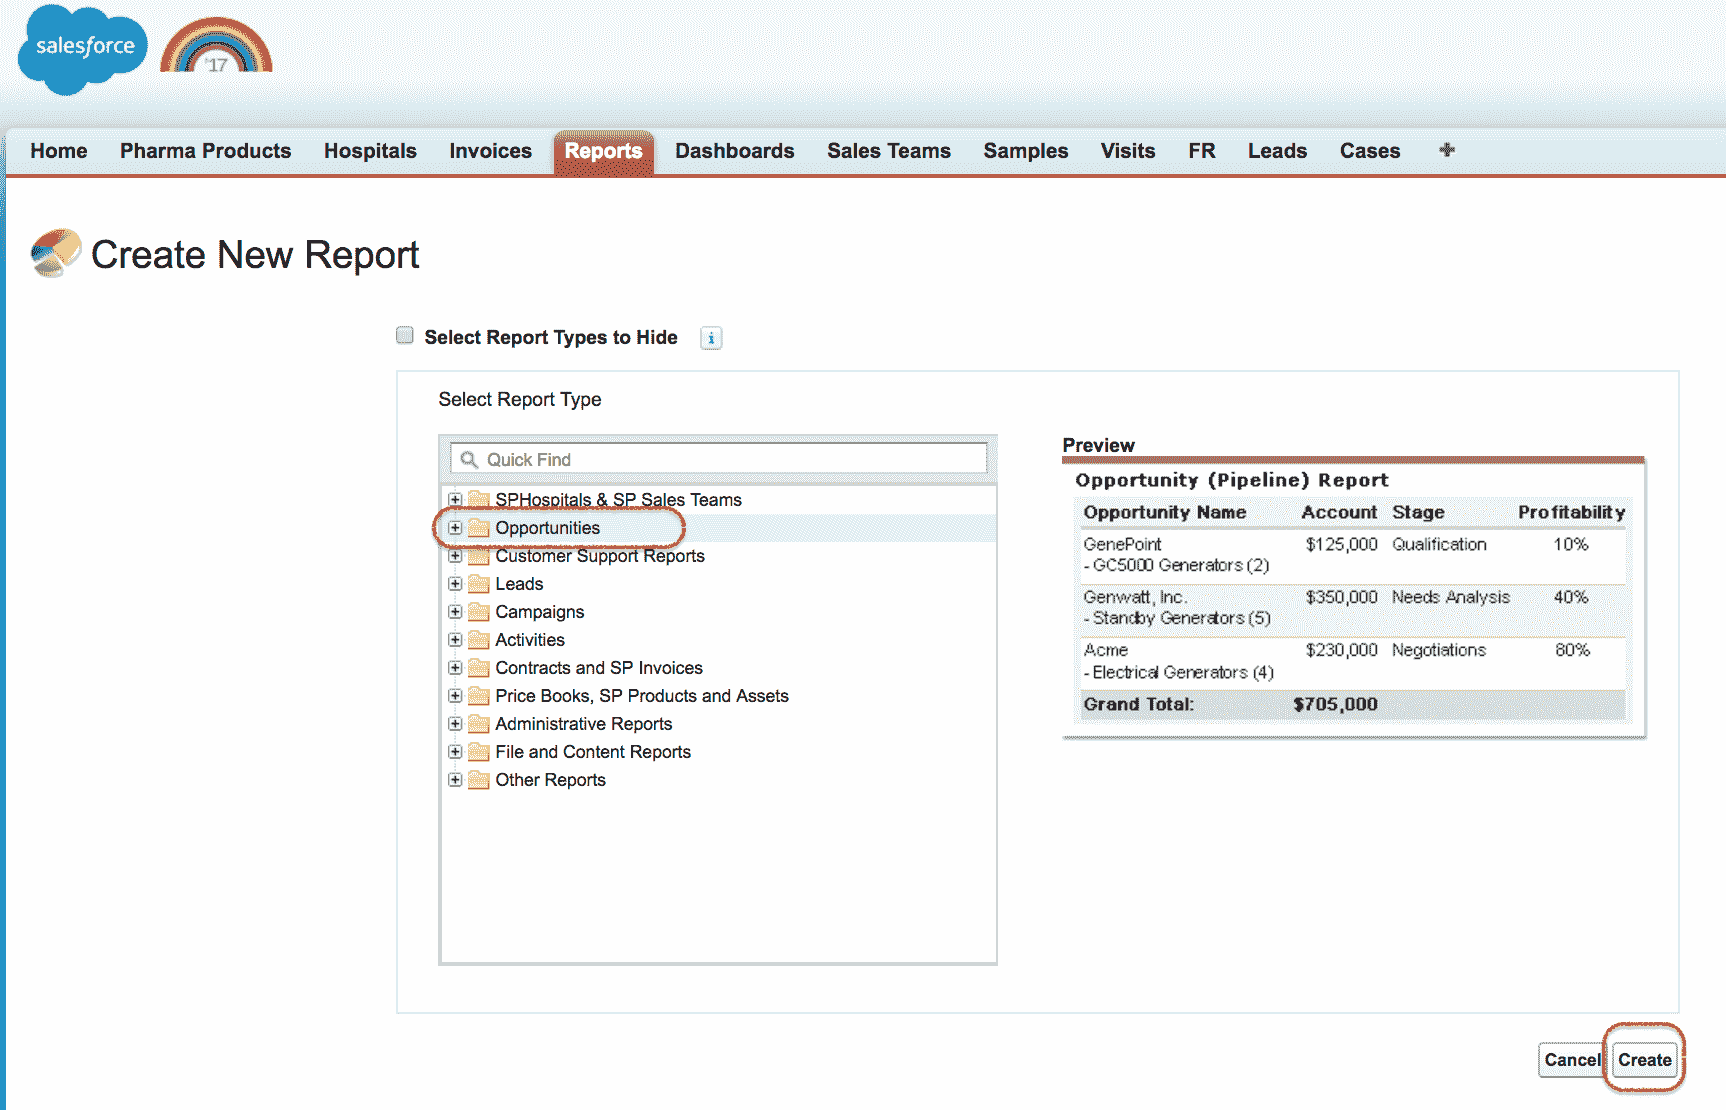 salesforce '17
Home Pharma Products Hospitals Invoices Reports Dashboards Sales Teams Samples Visits FR Leads Cases +
Create New Report
Select Report Types to Hide i
Select Report Type
Quick Find
SPHospitals & SP Sales Teams
Opportunities
Customer Support Reports
Leads
Campaigns
Activities
Contracts and SP Invoices
Price Books, SP Products and Assets
Administrative Reports
File and Content Reports
Other Reports
Preview
Opportunity (Pipeline) Report
Opportunity Name Account Stage Profitability
GenePoint $125,000 Qualification 10%
- GC5000 Generators (2)
Genwatt, Inc. $350,000 Needs Analysis 40%
- Standby Generators (5)
Acme $230,000 Negotiations 80%
- Electrical Generators (4)
Grand Total: $705,000
Cancel Create